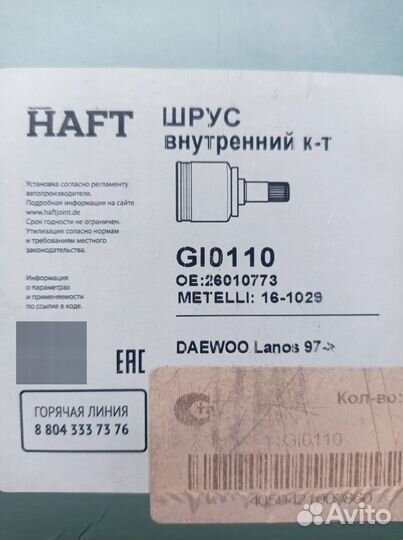 HAFT
ШРУС
внутренний к-т
Установка согласно регламенту
автопроизводителя.
Подробная информация на сайте
www.haftjoint.de
Срок годности не ограничен.
Утилизация согласно нормам
и требованиям местного
законодательства.
GI0110
OE:26010773
METELLI: 16-1029
Информация
о параметрах
и применяемости
по ссылке в коде.
EAC
DAEWOO Lanos 97->
ГОРЯЧАЯ ЛИНИЯ
8 804 333 73 76
Кол-во:
GI0110
4059421009860
Avito